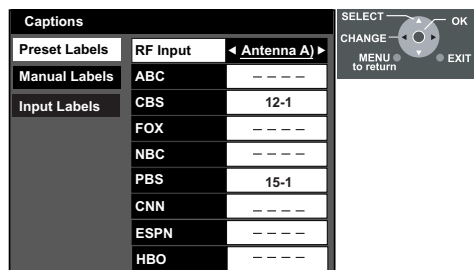 Captions
Preset Labels
Manual Labels
Input Labels
RF Input ◀ Antenna A) ▶
ABC – – – –
CBS 12-1
FOX – – – –
NBC – – – –
PBS 15-1
CNN – – – –
ESPN – – – –
HBO – – – –
SELECT
OK
CHANGE
MENU
to return
EXIT